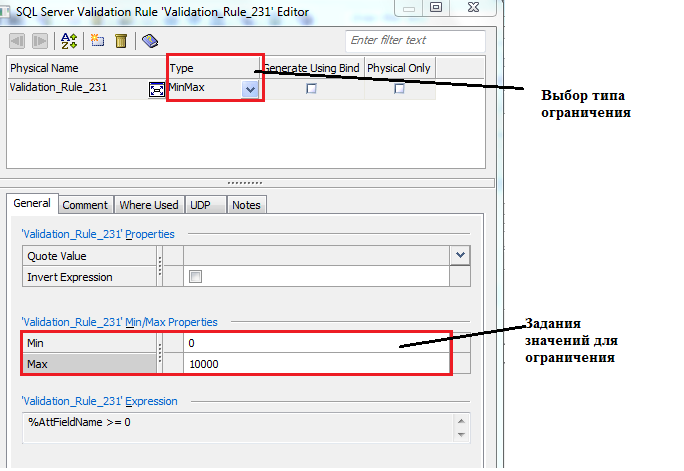 SQL Server Validation Rule 'Validation_Rule_231' Editor
Enter filter text
Physical Name Type Generate Using Bind Physical Only
Validation_Rule_231 MinMax
Выбор типа
ограничения
General Comment Where Used UDP Notes
'Validation_Rule_231' Properties
Quote Value
Invert Expression
'Validation_Rule_231' Min/Max Properties
Min 0
Max 10000
Задания
значений для
ограничения
'Validation_Rule_231' Expression
%AttFieldName >= 0